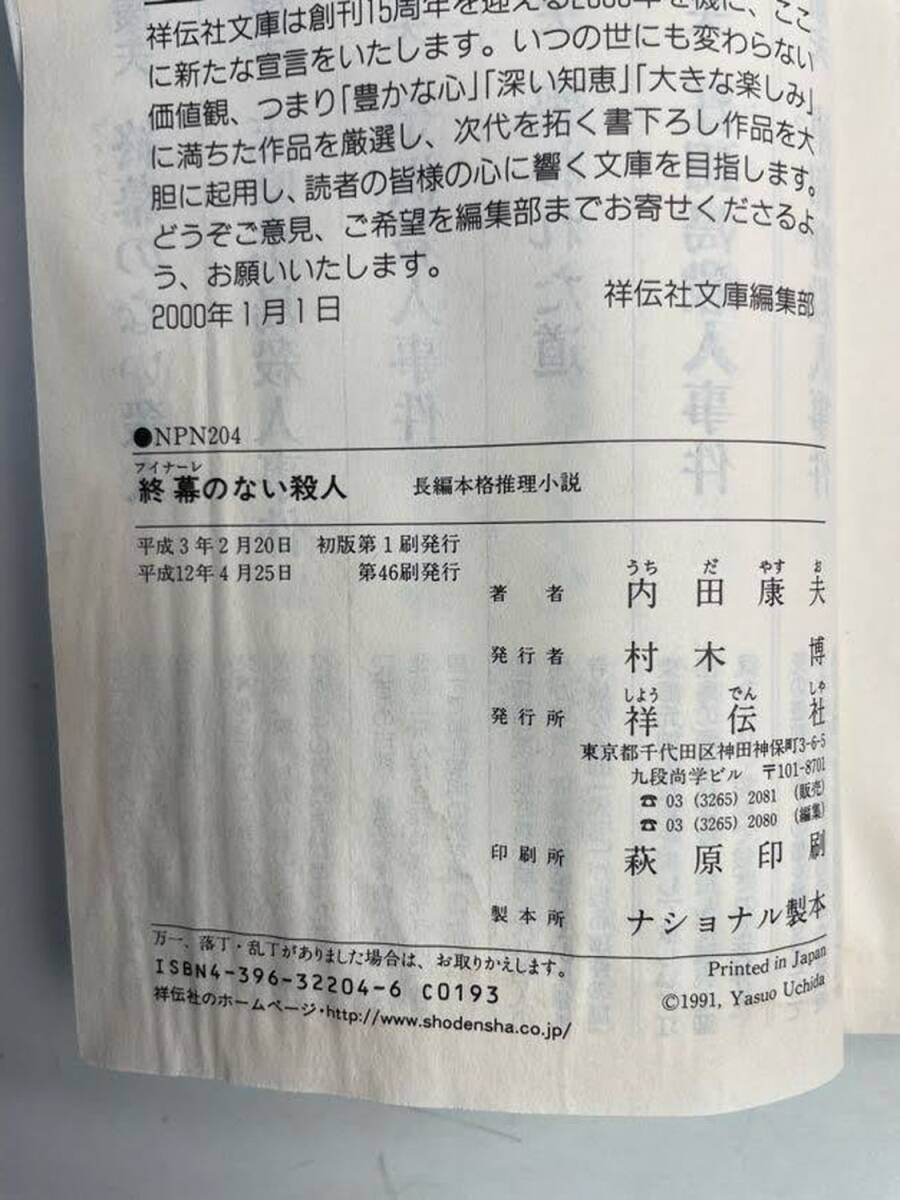 祥伝社文庫は創刊15周年を迎える2000年を機に、ここ
に新たな宣言をいたします。いつの世にも変わらない
価値観、つまり「豊かな心」「深い知恵」「大きな楽しみ」
に満ちた作品を厳選し、次代を拓く書下ろし作品を大
胆に起用し、読者の皆様の心に響く文庫を目指します。
どうぞご意見、ご希望を編集部までお寄せくださるよ
う、お願いいたします。
2000年1月1日 祥伝社文庫編集部
●NPN204
フイナーレ
終幕のない殺人 長編本格推理小説
平成3年2月20日 初版第1刷発行
平成12年4月25日 第46刷発行
うち だ やす お
著者 内田康夫
発行者 村木博
しよう でん しや
発行所 祥伝社
東京都千代田区神田神保町3-6-5
九段尚学ビル 〒101-8701
☎ 03 (3265) 2081 (販売)
☎ 03 (3265) 2080 (編集)
印刷所 萩原印刷
製本所 ナショナル製本
万一、落丁・乱丁がありました場合は、お取りかえします。
Printed in Japan
ISBN4-396-32204-6 C0193
©1991, Yasuo Uchida
祥伝社のホームページ・http://www.shodensha.co.jp/